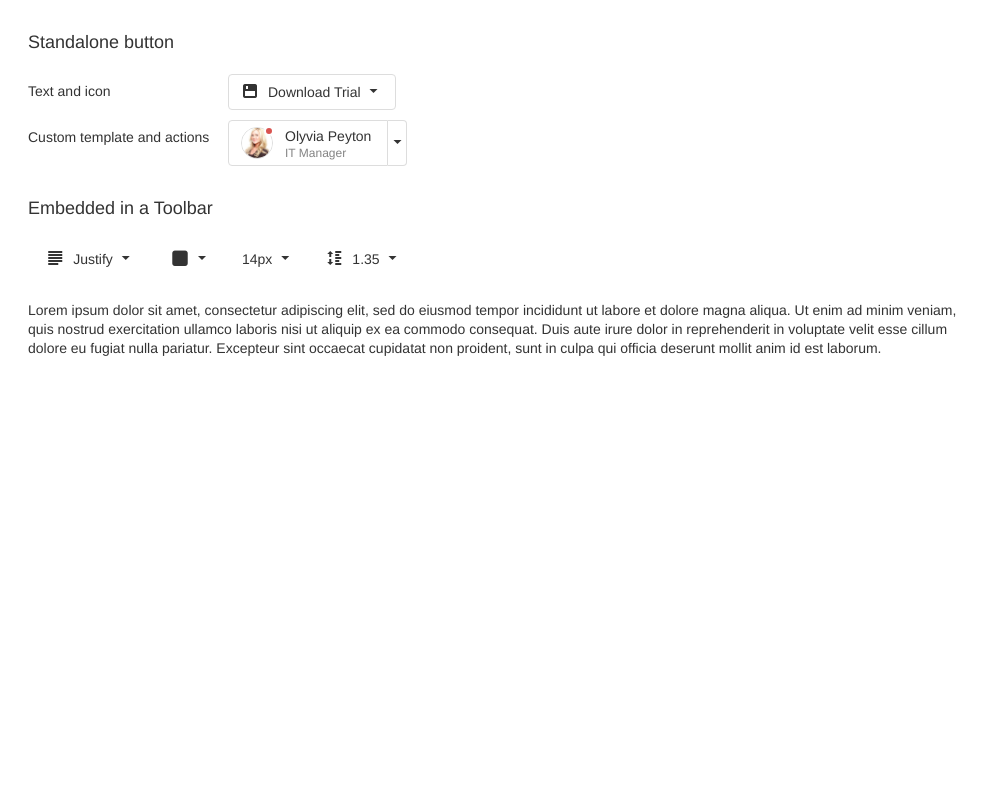 Standalone button
Text and icon
Download Trial
Custom template and actions
Olyvia Peyton
IT Manager
Embedded in a Toolbar
Justify
14px
1.35
Lorem ipsum dolor sit amet, consectetur adipiscing elit, sed do eiusmod tempor incididunt ut labore et dolore magna aliqua. Ut enim ad minim veniam,
quis nostrud exercitation ullamco laboris nisi ut aliquip ex ea commodo consequat. Duis aute irure dolor in reprehenderit in voluptate velit esse cillum
dolore eu fugiat nulla pariatur. Excepteur sint occaecat cupidatat non proident, sunt in culpa qui officia deserunt mollit anim id est laborum.